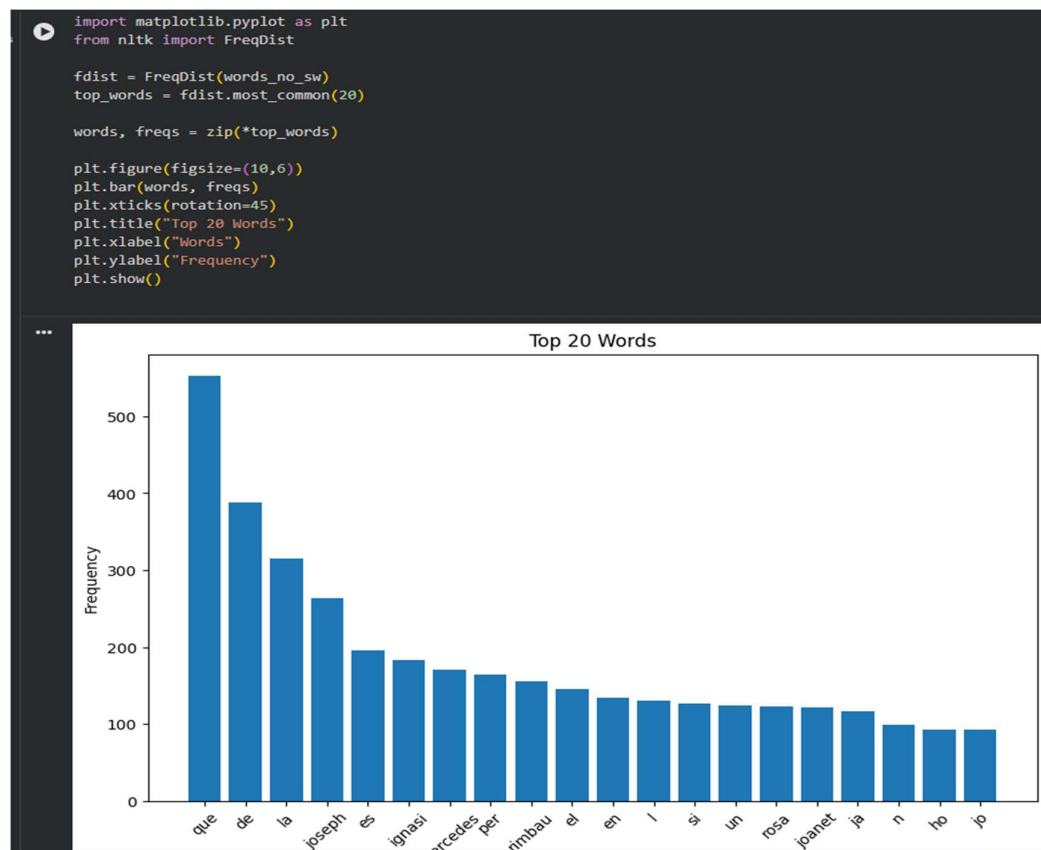 import matplotlib.pyplot as plt
from nltk import FreqDist
fdist = FreqDist(words_no_sw)
top_words = fdist.most_common(20)
words, freqs = zip(*top_words)
plt.figure(figsize=(10,6))
plt.bar(words, freqs)
plt.xticks(rotation=45)
plt.title("Top 20 Words")
plt.xlabel("Words")
plt.ylabel("Frequency")
plt.show()
Top 20 Words
Frequency
500
400
300
200
100
0
que de la joseph es ignasi ercedes per rimbau el en l si un rosa joanet ja n ho jo